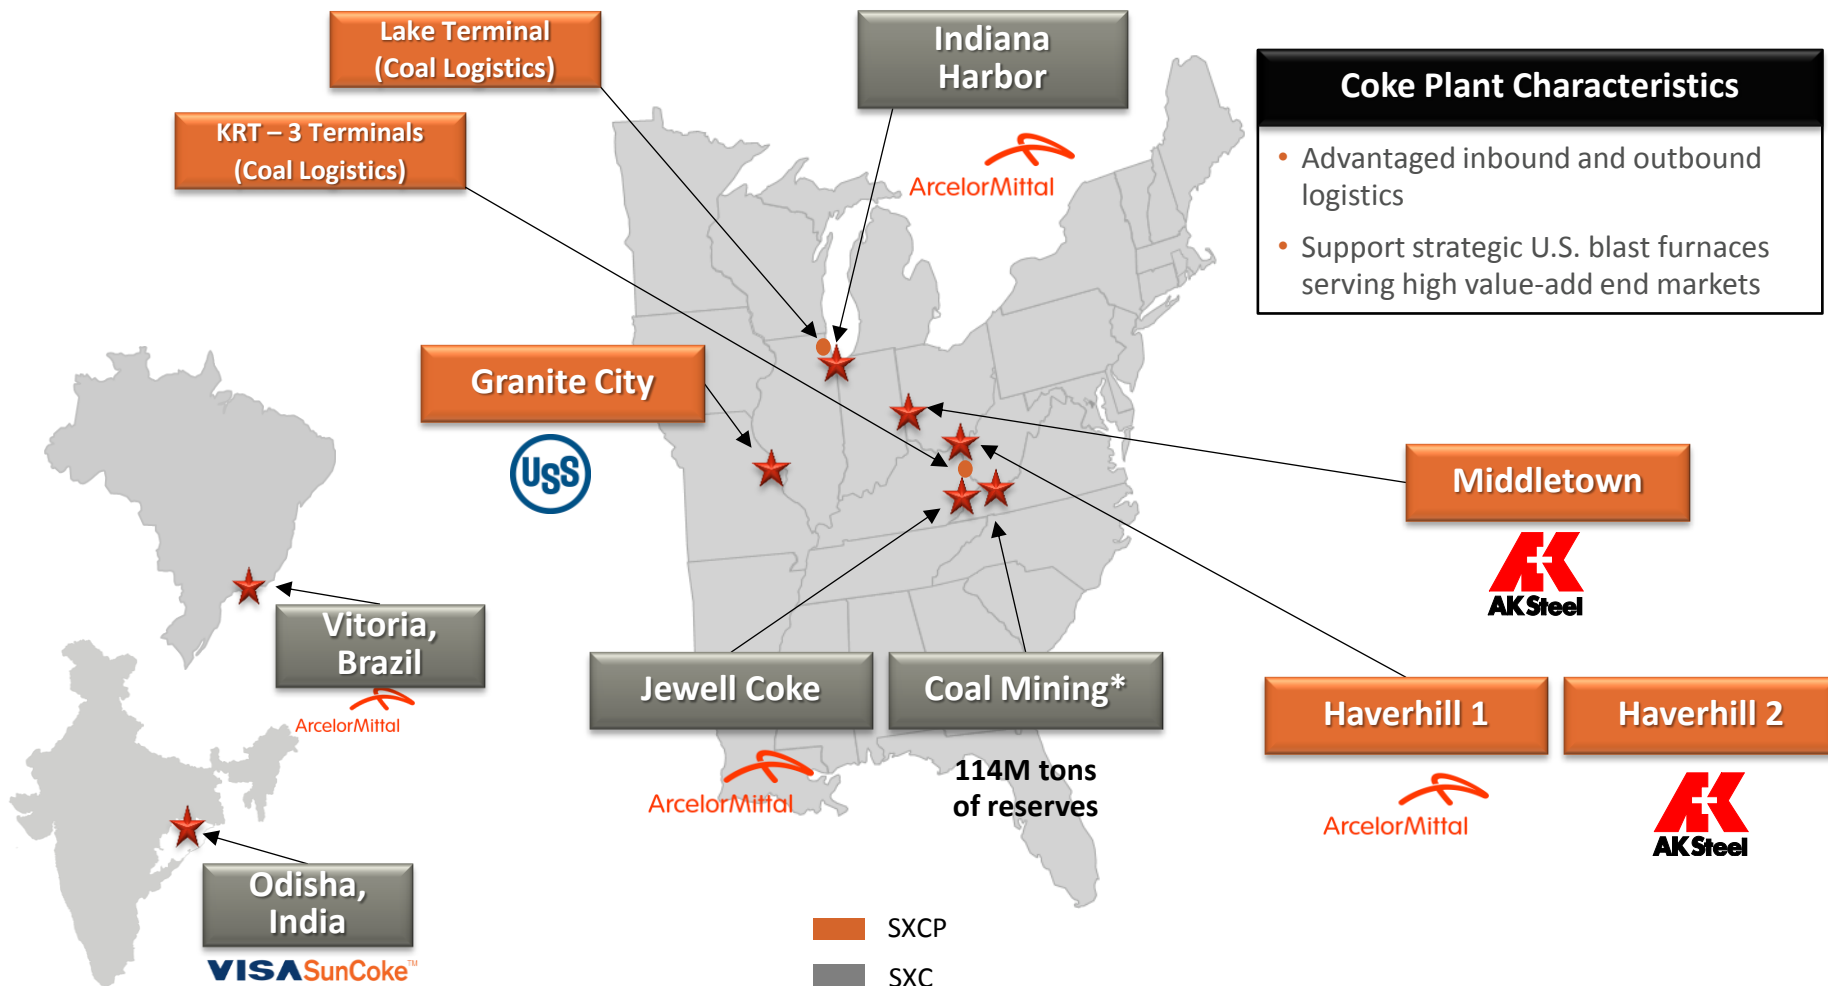 Lake Terminal
(Coal Logistics)
Indiana
Harbor
KRT – 3 Terminals
(Coal Logistics)
ArcelorMittal
Coke Plant Characteristics
• Advantaged inbound and outbound
logistics
• Support strategic U.S. blast furnaces
serving high value-add end markets
Granite City
USS
Middletown
AK Steel
Vitoria,
Brazil
ArcelorMittal
Jewell Coke
ArcelorMittal
Coal Mining*
114M tons
of reserves
Haverhill 1
ArcelorMittal
Haverhill 2
AK Steel
Odisha,
India
VISA SunCoke™
SXCP
SXC